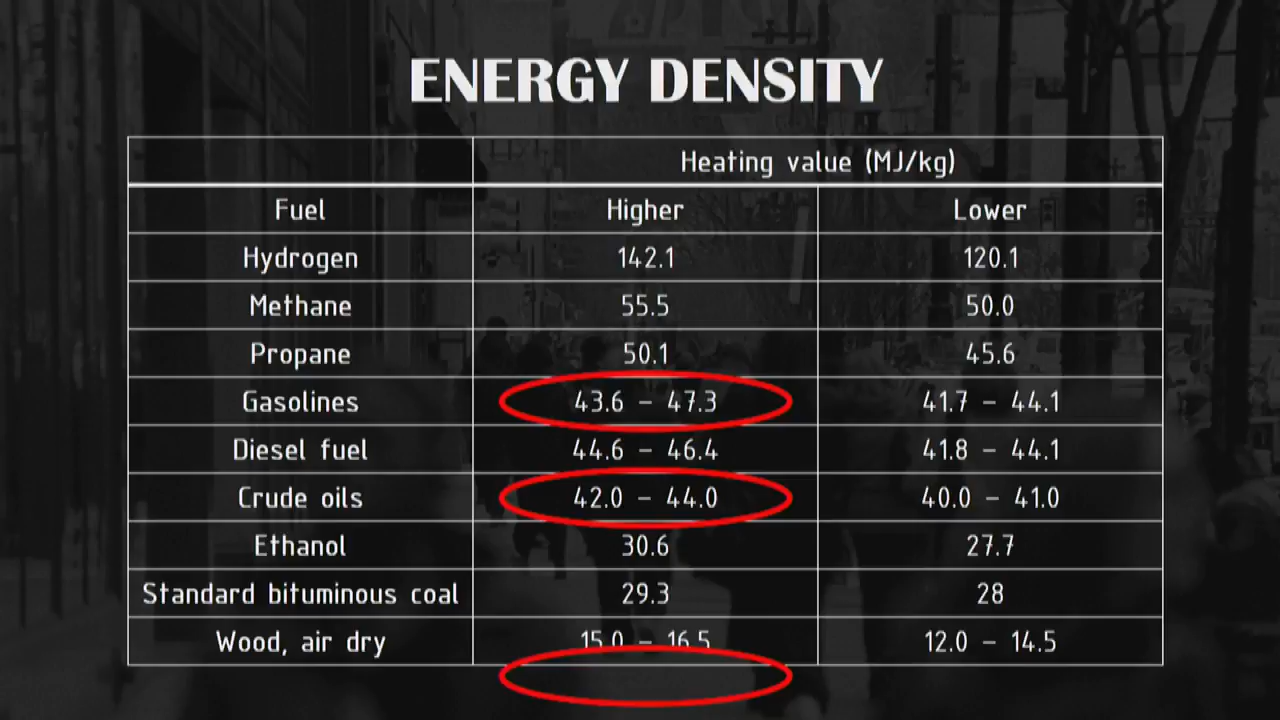 ENERGY DENSITY
Heating value (MJ/kg)
Fuel Higher Lower
Hydrogen 142.1 120.1
Methane 55.5 50.0
Propane 50.1 45.6
Gasolines 43.6 – 47.3 41.7 – 44.1
Diesel fuel 44.6 – 46.4 41.8 – 44.1
Crude oils 42.0 – 44.0 40.0 – 41.0
Ethanol 30.6 27.7
Standard bituminous coal 29.3 28
Wood, air dry 15.0 – 16.5 12.0 – 14.5